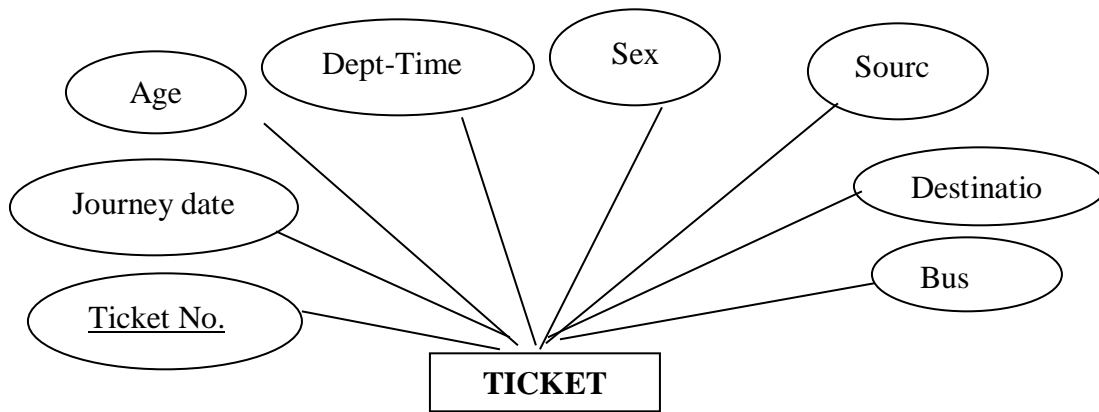 Dept-Time
Sex
Sourc
Age
Destinatio
Journey date
Bus
Ticket No.
TICKET